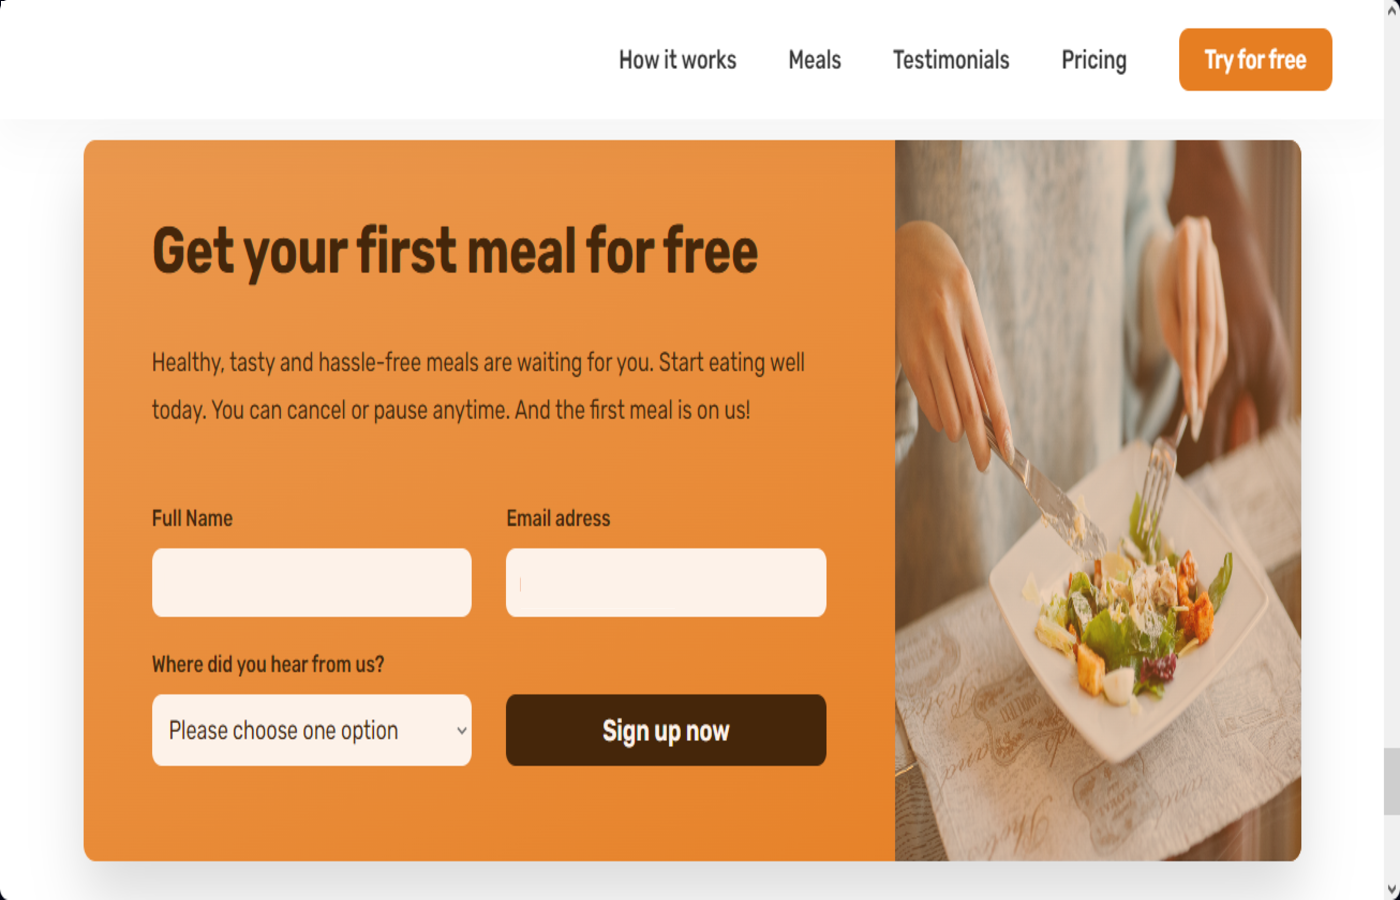 How it works
Meals
Testimonials
Pricing
Try for free
Get your first meal for free
Healthy, tasty and hassle-free meals are waiting for you. Start eating well
today. You can cancel or pause anytime. And the first meal is on us!
Full Name
Email adress
Where did you hear from us?
Please choose one option
Sign up now